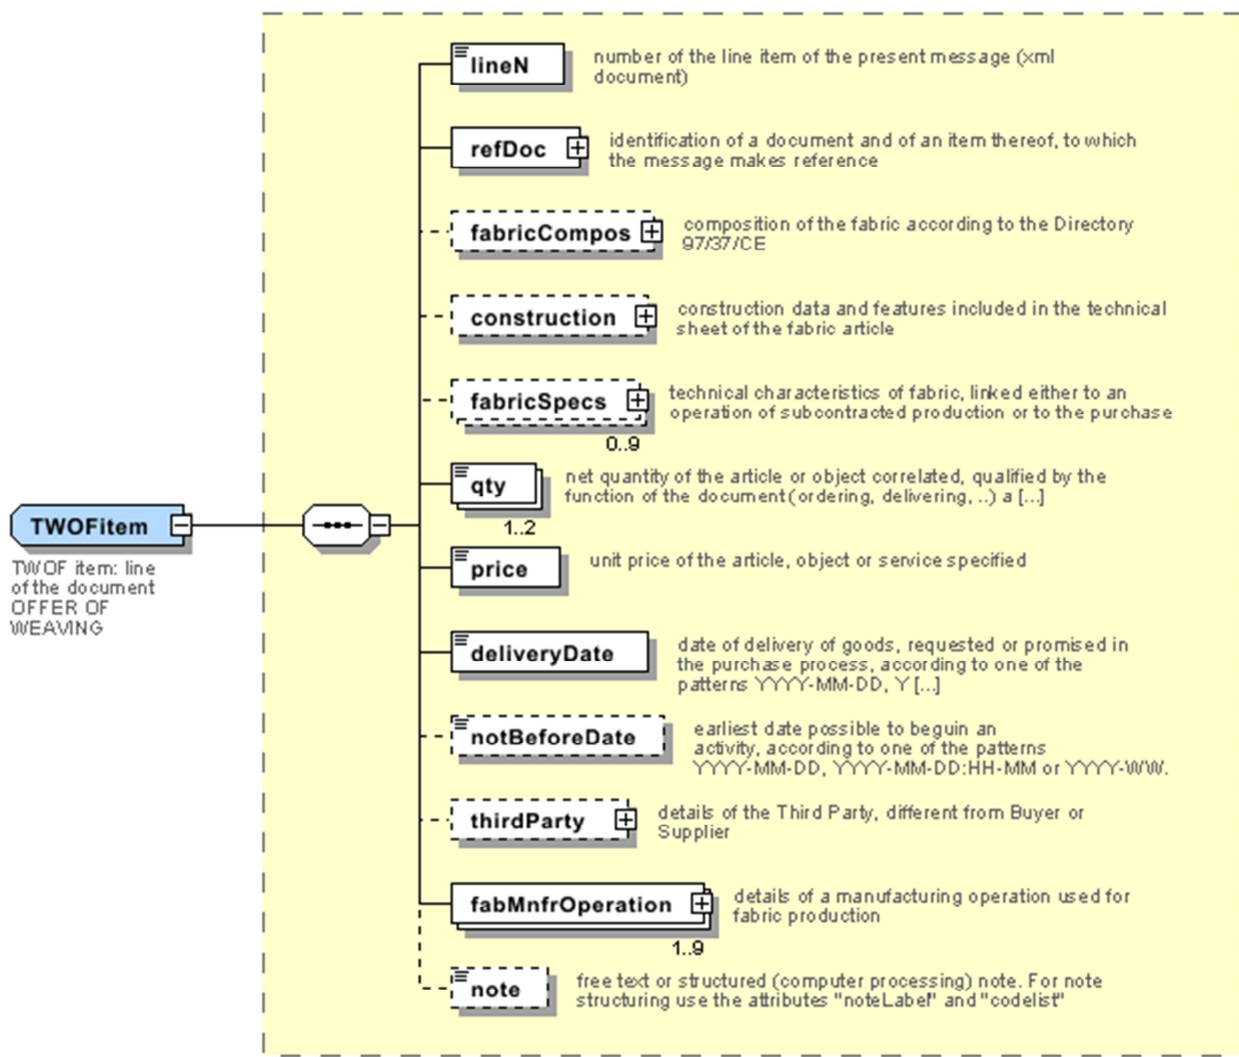 lineN
number of the line item of the present message (xml
document)
refDoc
identification of a document and of an item thereof, to which
the message makes reference
fabricCompos
composition of the fabric according to the Directory
97/37/CE
construction
construction data and features included in the technical
sheet of the fabric article
fabricSpecs
technical characteristics of fabric, linked either to an
operation of subcontracted production or to the purchase
0..9
qty
net quantity of the article or object correlated, qualified by the
function of the document (ordering, delivering, ..) a [...]
1..2
TWOFitem
TWOF item: line
of the document
OFFER OF
WEAVING
price
unit price of the article, object or service specified
deliveryDate
date of delivery of goods, requested or promised in
the purchase process, according to one of the
patterns YYYY-MM-DD, Y [...]
notBeforeDate
earliest date possible to beguin an
activity, according to one of the patterns
YYYY-MM-DD, YYYY-MM-DD:HH-MM or YYYY-WW.
thirdParty
details of the Third Party, different from Buyer or
Supplier
fabMnfrOperation
details of a manufacturing operation used for
fabric production
1..9
note
free text or structured (computer processing) note. For note
structuring use the attributes "noteLabel" and "codelist"